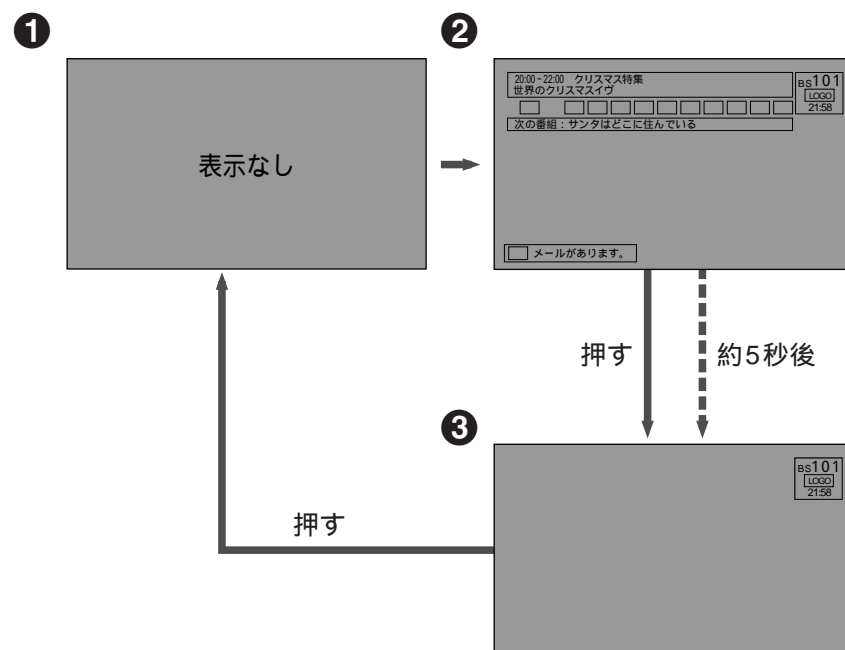 ❶
表示なし
❷
20:00~22:00 クリスマス特集
世界のクリスマスイヴ
BS101
LOGO
21:58
次の番組：サンタはどこに住んでいる
メールがあります。
押す
約5秒後
❸
BS101
LOGO
21:58
押す